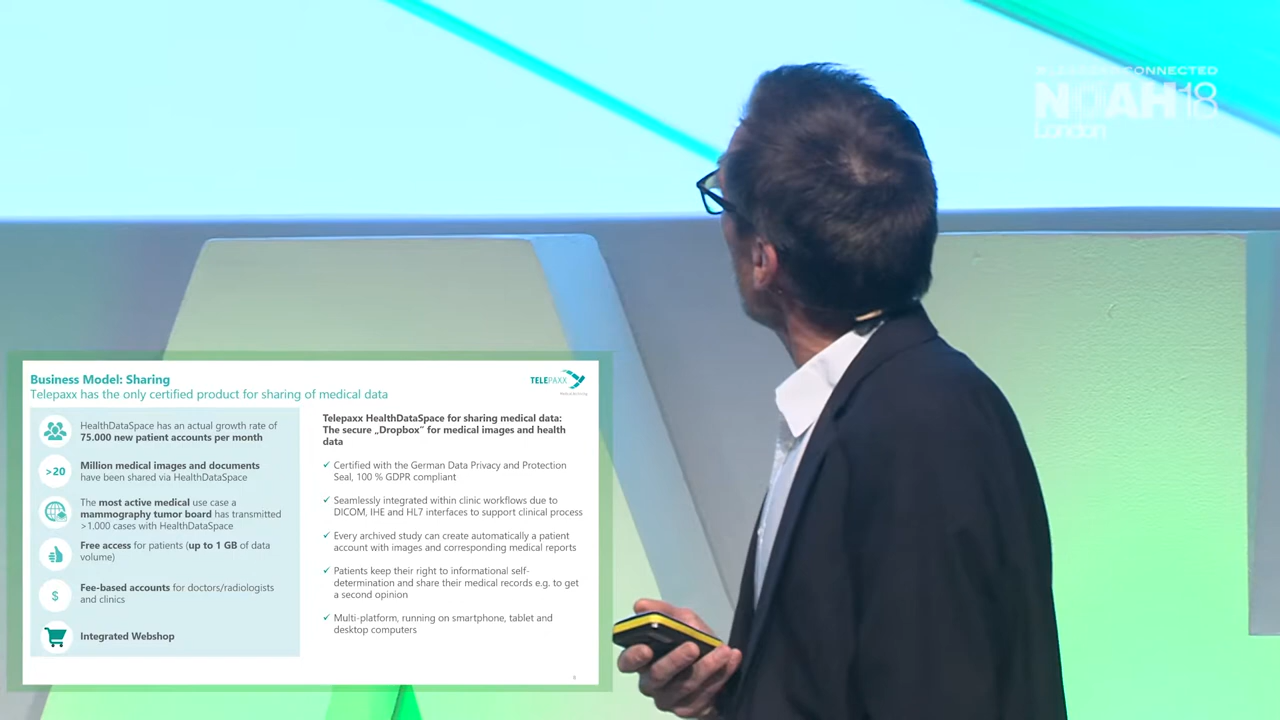 #LEADERSCONNECTED
NOAH18
London
Business Model: Sharing
Telepaxx has the only certified product for sharing of medical data
TELEPAXX
HealthDataSpace has an actual growth rate of
75.000 new patient accounts per month
>20
Million medical images and documents
have been shared via HealthDataSpace
The most active medical use case a
mammography tumor board has transmitted
>1.000 cases with HealthDataSpace
Free access for patients (up to 1 GB of data
volume)
$
Fee-based accounts for doctors/radiologists
and clinics
Integrated Webshop
Telepaxx HealthDataSpace for sharing medical data:
The secure „Dropbox" for medical images and health
data
✓ Certified with the German Data Privacy and Protection
Seal, 100 % GDPR compliant
✓ Seamlessly integrated within clinic workflows due to
DICOM, IHE and HL7 interfaces to support clinical process
✓ Every archived study can create automatically a patient
account with images and corresponding medical reports
✓ Patients keep their right to informational self-
determination and share their medical records e.g. to get
a second opinion
✓ Multi-platform, running on smartphone, tablet and
desktop computers